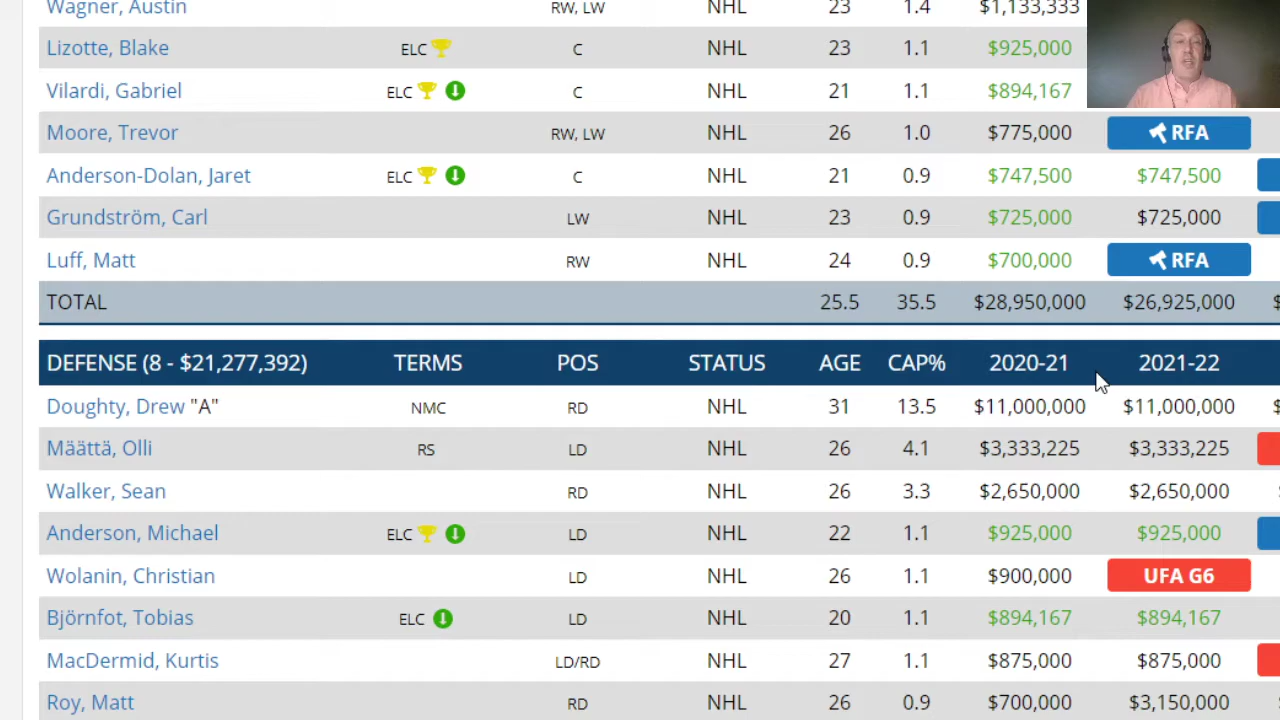 Wagner, Austin RW, LW NHL 23 1.4 $1,133,333
Lizotte, Blake ELC C NHL 23 1.1 $925,000
Vilardi, Gabriel ELC C NHL 21 1.1 $894,167
Moore, Trevor RW, LW NHL 26 1.0 $775,000 RFA
Anderson-Dolan, Jaret ELC C NHL 21 0.9 $747,500 $747,500
Grundström, Carl LW NHL 23 0.9 $725,000 $725,000
Luff, Matt RW NHL 24 0.9 $700,000 RFA
TOTAL 25.5 35.5 $28,950,000 $26,925,000 $
DEFENSE (8 - $21,277,392) TERMS POS STATUS AGE CAP% 2020-21 2021-22
Doughty, Drew "A" NMC RD NHL 31 13.5 $11,000,000 $11,000,000 $
Määttä, Olli RS LD NHL 26 4.1 $3,333,225 $3,333,225
Walker, Sean RD NHL 26 3.3 $2,650,000 $2,650,000
Anderson, Michael ELC LD NHL 22 1.1 $925,000 $925,000
Wolanin, Christian LD NHL 26 1.1 $900,000 UFA G6
Björnfot, Tobias ELC LD NHL 20 1.1 $894,167 $894,167
MacDermid, Kurtis LD/RD NHL 27 1.1 $875,000 $875,000
Roy, Matt RD NHL 26 0.9 $700,000 $3,150,000